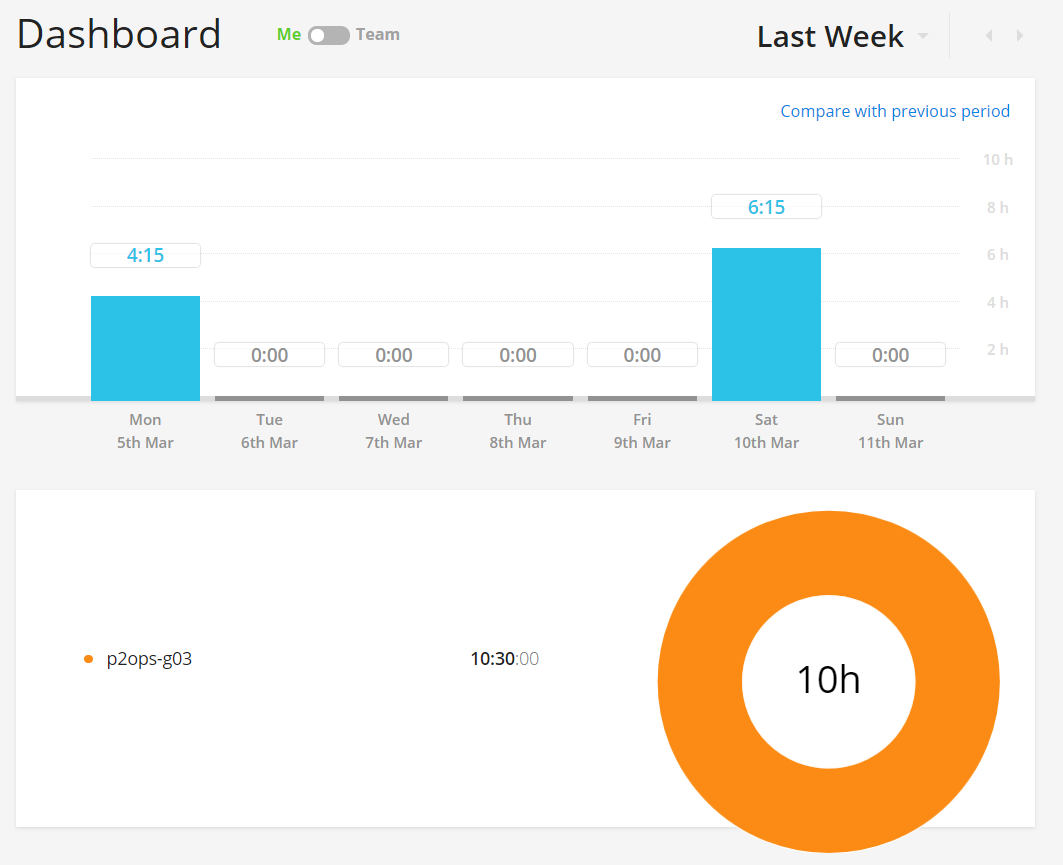 Dashboard Me Team Last Week
Compare with previous period
10 h
6:15 8 h
4:15 6 h
4 h
0:00 0:00 0:00 0:00 0:00 2 h
Mon Tue Wed Thu Fri Sat Sun
5th Mar 6th Mar 7th Mar 8th Mar 9th Mar 10th Mar 11th Mar
p2ops-g03 10:30:00
10h